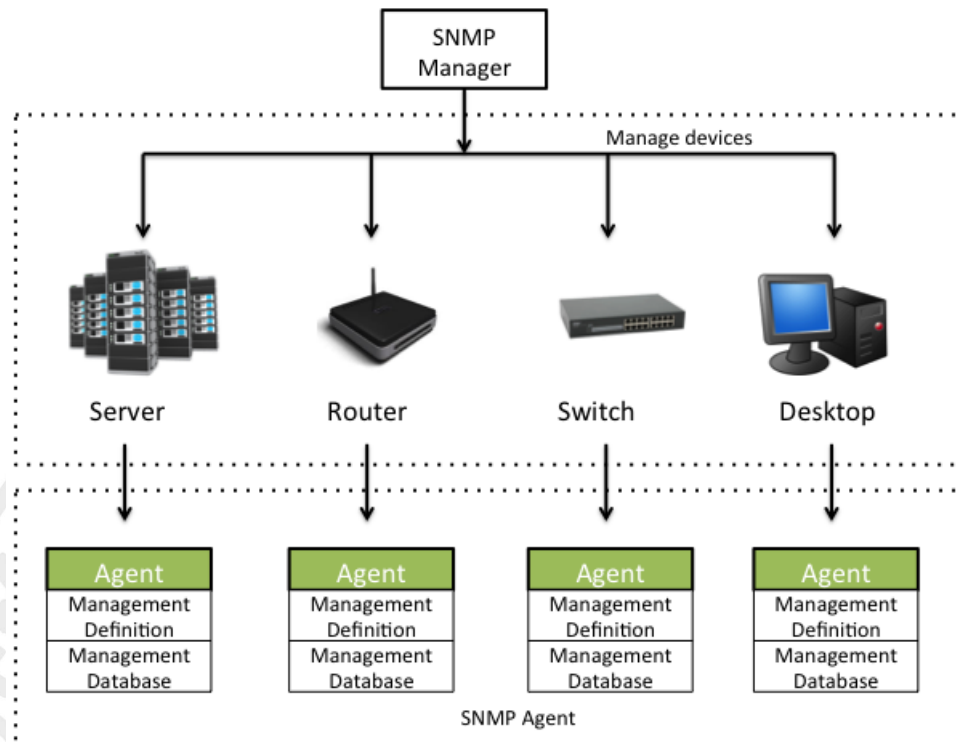 SNMP
Manager
Manage devices
Server
Router
Switch
Desktop
Agent
Management
Definition
Management
Database
Agent
Management
Definition
Management
Database
Agent
Management
Definition
Management
Database
Agent
Management
Definition
Management
Database
SNMP Agent